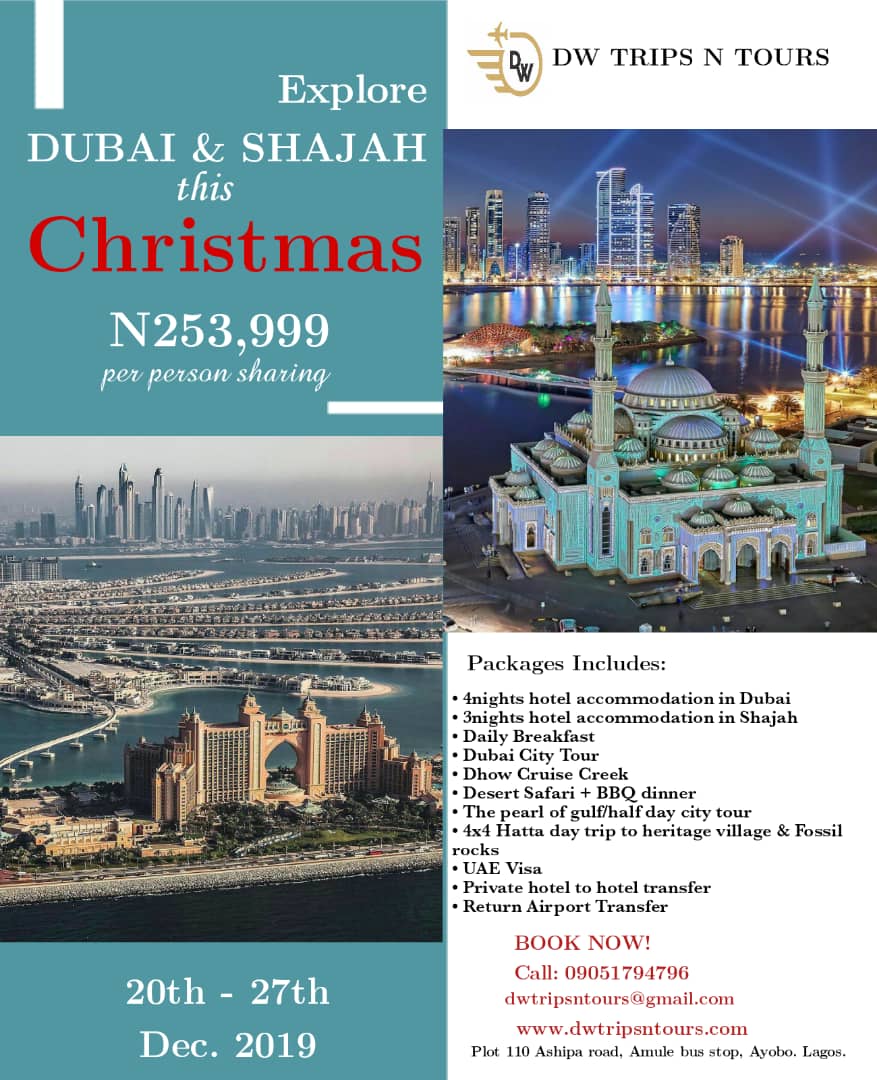 Explore
DUBAI & SHAJAH
this
Christmas
N253,999
per person sharing
20th - 27th
Dec. 2019
DW
DW TRIPS N TOURS
Packages Includes:
• 4nights hotel accommodation in Dubai
• 3nights hotel accommodation in Shajah
• Daily Breakfast
• Dubai City Tour
• Dhow Cruise Creek
• Desert Safari + BBQ dinner
• The pearl of gulf/half day city tour
• 4x4 Hatta day trip to heritage village & Fossil
rocks
• UAE Visa
• Private hotel to hotel transfer
• Return Airport Transfer
BOOK NOW!
Call: 09051794796
dwtripsntours@gmail.com
www.dwtripsntours.com
Plot 110 Ashipa road, Amule bus stop, Ayobo. Lagos.